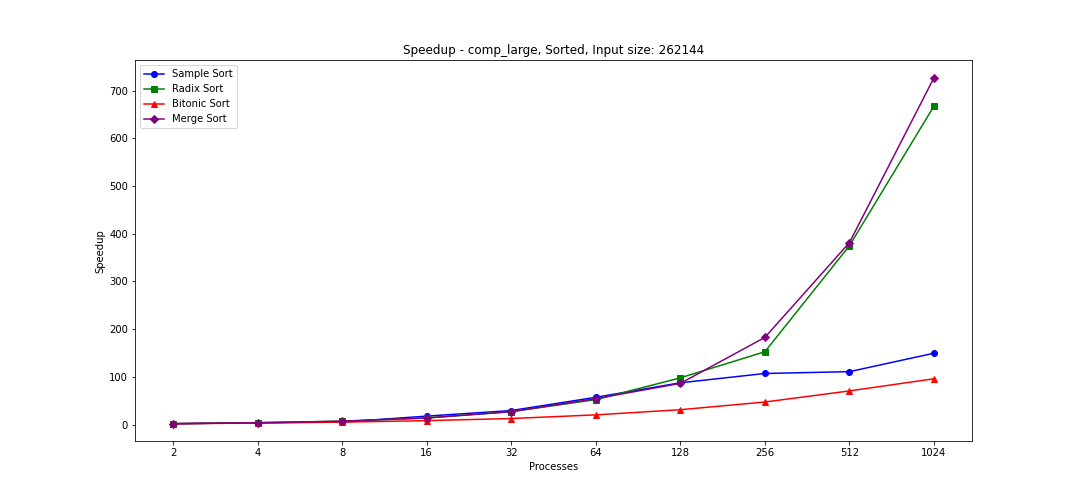 Speedup - comp_large, Sorted, Input size: 262144
Sample Sort
Radix Sort
Bitonic Sort
Merge Sort
700
600
500
400
300
200
100
0
Speedup
2 4 8 16 32 64 128 256 512 1024
Processes